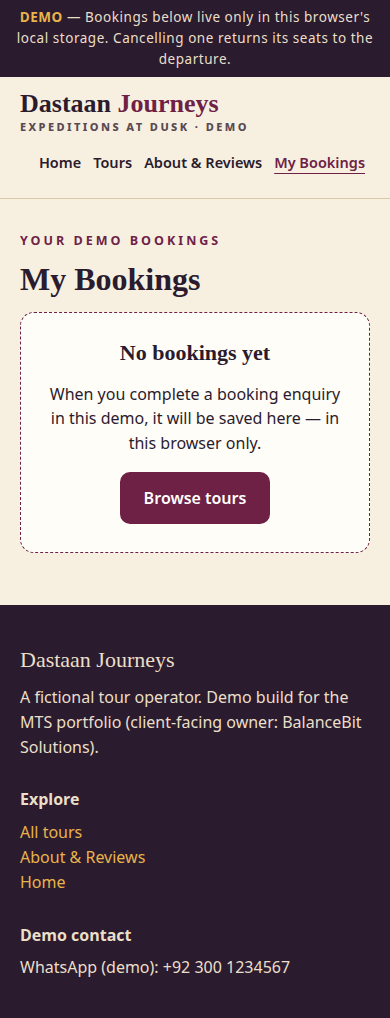 DEMO — Bookings below live only in this browser's
local storage. Cancelling one returns its seats to the
departure.
Dastaan Journeys
EXPEDITIONS AT DUSK · DEMO
Home Tours About & Reviews My Bookings
YOUR DEMO BOOKINGS
My Bookings
No bookings yet
When you complete a booking enquiry
in this demo, it will be saved here — in
this browser only.
Browse tours
Dastaan Journeys
A fictional tour operator. Demo build for the
MTS portfolio (client-facing owner: BalanceBit
Solutions).
Explore
All tours
About & Reviews
Home
Demo contact
WhatsApp (demo): +92 300 1234567